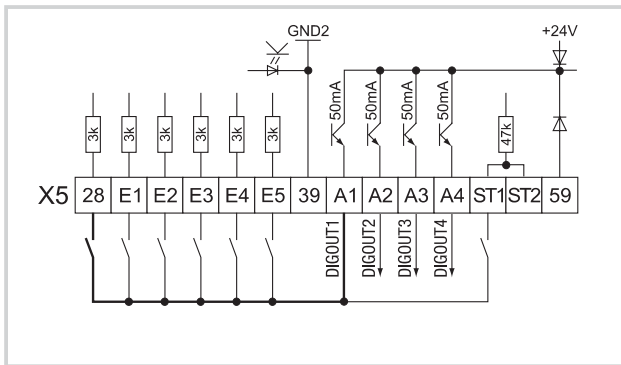 GND2
+24V
50mA
50mA
50mA
50mA
3k
3k
3k
3k
3k
3k
47k
X5 28 E1 E2 E3 E4 E5 39 A1 A2 A3 A4 ST1 ST2 59
DIGOUT1
DIGOUT2
DIGOUT3
DIGOUT4